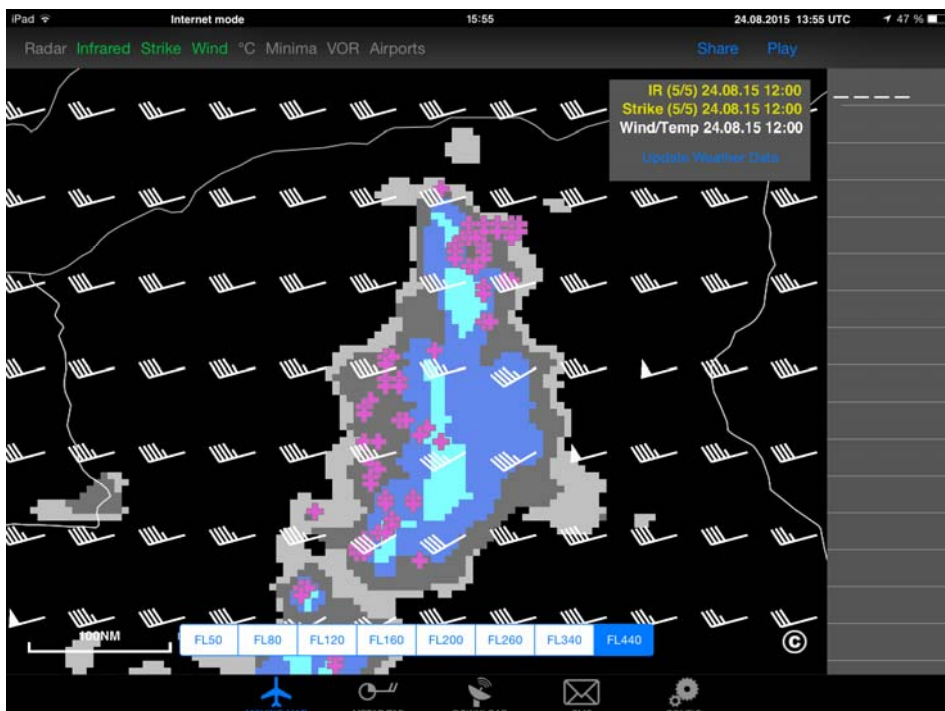 iPad Internet mode 15:55 24.08.2015 13:55 UTC 47 %
Radar Infrared Strike Wind °C Minima VOR Airports Share Play
IR (5/5) 24.08.15 12:00
Strike (5/5) 24.08.15 12:00
Wind/Temp 24.08.15 12:00
Update Weather Data
100NM
FL50 FL80 FL120 FL160 FL200 FL260 FL340 FL440
©